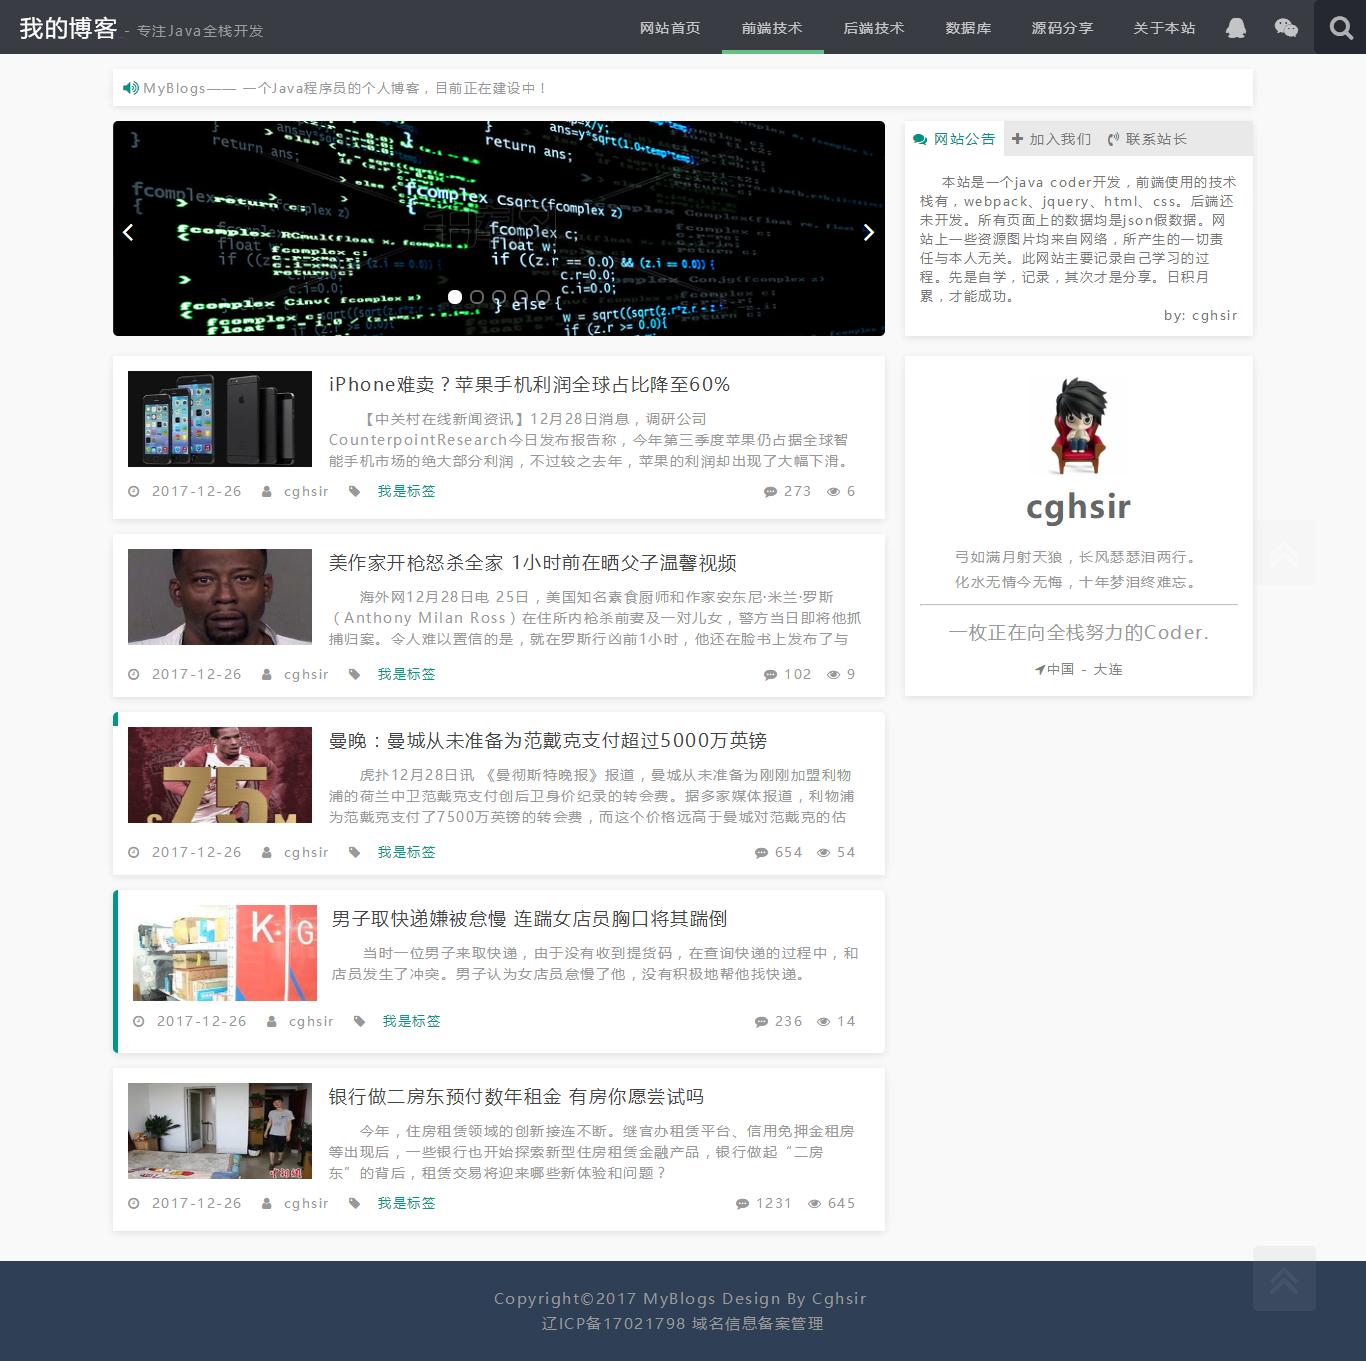 我的博客 - 专注Java全栈开发
网站首页 前端技术 后端技术 数据库 源码分享 关于本站
MyBlogs—— 一个Java程序员的个人博客，目前正在建设中！
return ans;
fcomplex Csqrt(fcomplex z)
{
fcomplex c;
float w;
if ((z.r == 0.0) && (z.i == 0.0)) {
c.r=0.0;
c.i=0.0;
} else {
w = sqrt((sqrt(z.r*z.r
if (z.r >= 0.0) {
网站公告 加入我们 联系站长
本站是一个java coder开发，前端使用的技术
栈有，webpack、jquery、html、css。后端还
未开发。所有页面上的数据均是json假数据。网
站上一些资源图片均来自网络，所产生的一切责
任与本人无关。此网站主要记录自己学习的过
程。先是自学，记录，其次才是分享。日积月
累，才能成功。
by: cghsir
iPhone难卖？苹果手机利润全球占比降至60%
【中关村在线新闻资讯】12月28日消息，调研公司
CounterpointResearch今日发布报告称，今年第三季度苹果仍占据全球智
能手机市场的绝大部分利润，不过较之去年，苹果的利润却出现了大幅下滑。
2017-12-26 cghsir 我是标签 273 6
美作家开枪怒杀全家 1小时前在晒父子温馨视频
海外网12月28日电 25日，美国知名素食厨师和作家安东尼·米兰·罗斯
（Anthony Milan Ross）在住所内枪杀前妻及一对儿女，警方当日即将他抓
捕归案。令人难以置信的是，就在罗斯行凶前1小时，他还在脸书上发布了与
2017-12-26 cghsir 我是标签 102 9
75
曼晚：曼城从未准备为范戴克支付超过5000万英镑
虎扑12月28日讯 《曼彻斯特晚报》报道，曼城从未准备为刚刚加盟利物
浦的荷兰中卫范戴克支付创后卫身价纪录的转会费。据多家媒体报道，利物浦
为范戴克支付了7500万英镑的转会费，而这个价格远高于曼城对范戴克的估
2017-12-26 cghsir 我是标签 654 54
K G
男子取快递嫌被怠慢 连踹女店员胸口将其踹倒
当时一位男子来取快递，由于没有收到提货码，在查询快递的过程中，和
店员发生了冲突。男子认为女店员怠慢了他，没有积极地帮他找快递。
2017-12-26 cghsir 我是标签 236 14
银行做二房东预付数年租金 有房你愿尝试吗
今年，住房租赁领域的创新接连不断。继官办租赁平台、信用免押金租房
等出现后，一些银行也开始探索新型住房租赁金融产品，银行做起“二房
东”的背后，租赁交易将迎来哪些新体验和问题？
2017-12-26 cghsir 我是标签 1231 645
cghsir
弓如满月射天狼，长风瑟瑟泪两行。
化水无情今无悔，十年梦泪终难忘。
一枚正在向全栈努力的Coder.
中国 - 大连
Copyright©2017 MyBlogs Design By Cghsir
辽ICP备17021798 域名信息备案管理